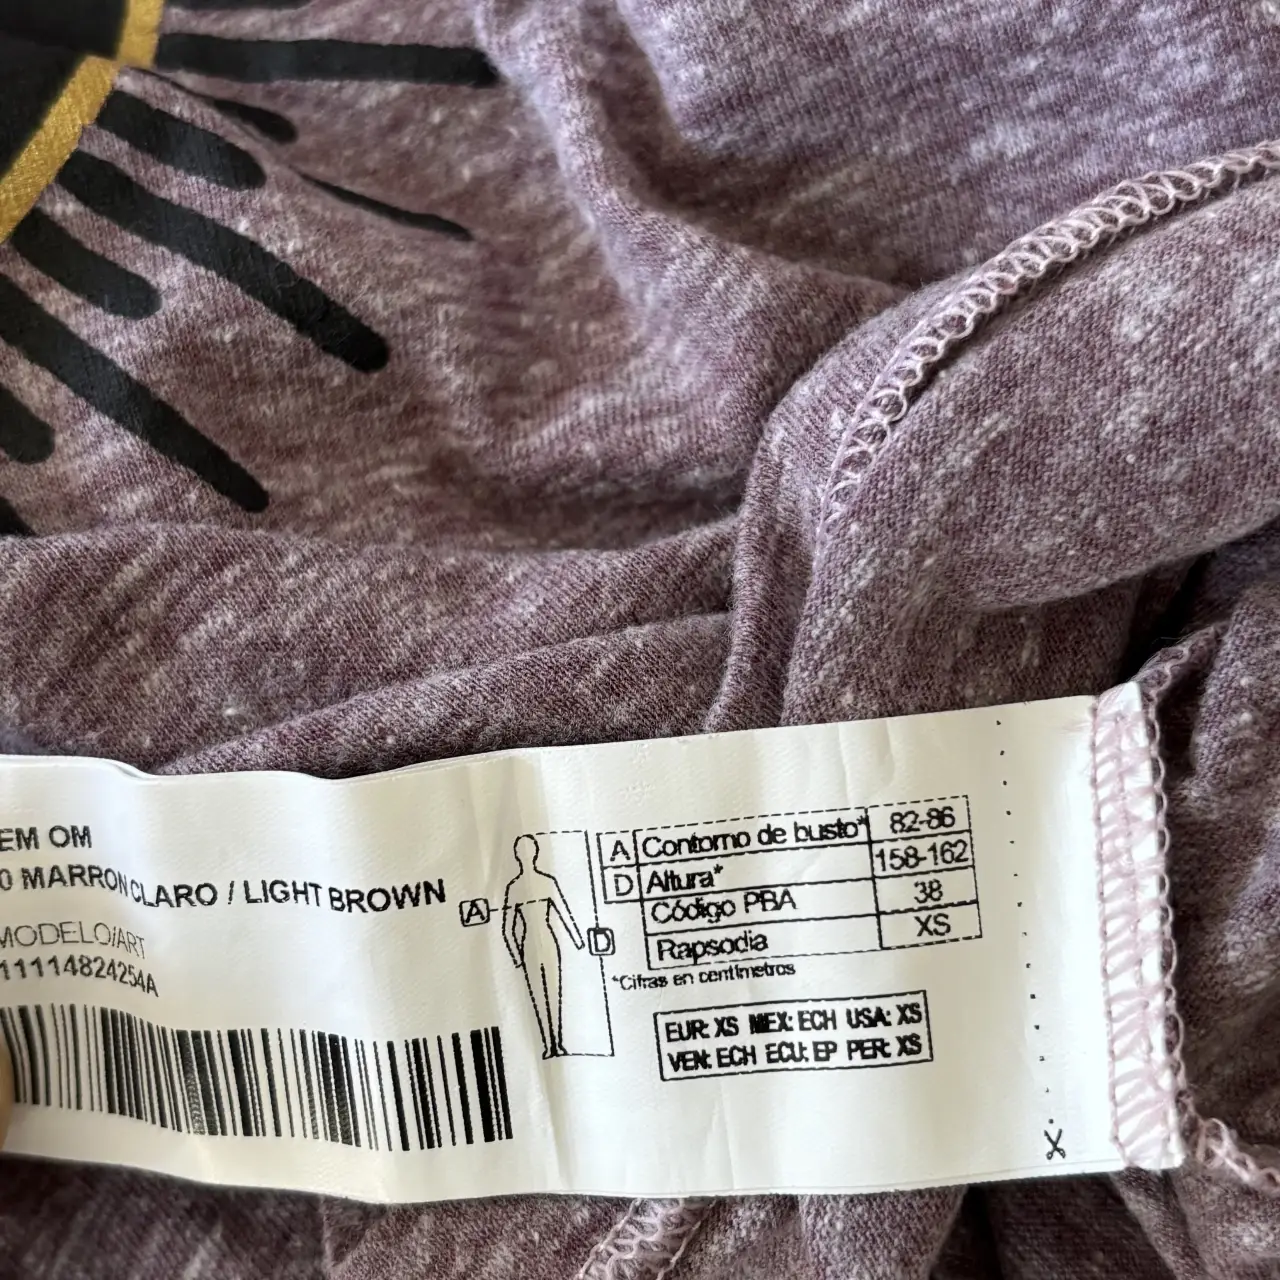 EM OM
0 MARRON CLARO / LIGHT BROWN
MODELO/ART
11114824254A
A
D
A Contorno de busto* 82-86
D Altura* 158-162
Código PBA 38
Rapsodia XS
*Cifras en centímetros
EUR: XS MEX: ECH USA: XS
VEN: ECH ECU: EP PER: XS